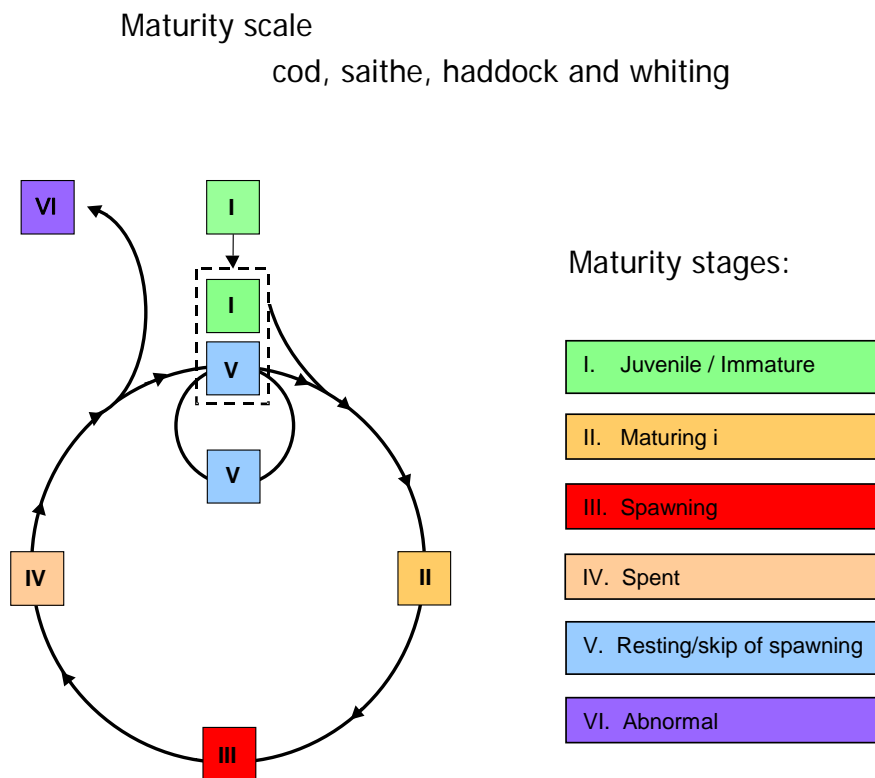 Maturity scale
cod, saithe, haddock and whiting
VI
I
I
V
V
IV
II
III
Maturity stages:
I. Juvenile / Immature
II. Maturing i
III. Spawning
IV. Spent
V. Resting/skip of spawning
VI. Abnormal